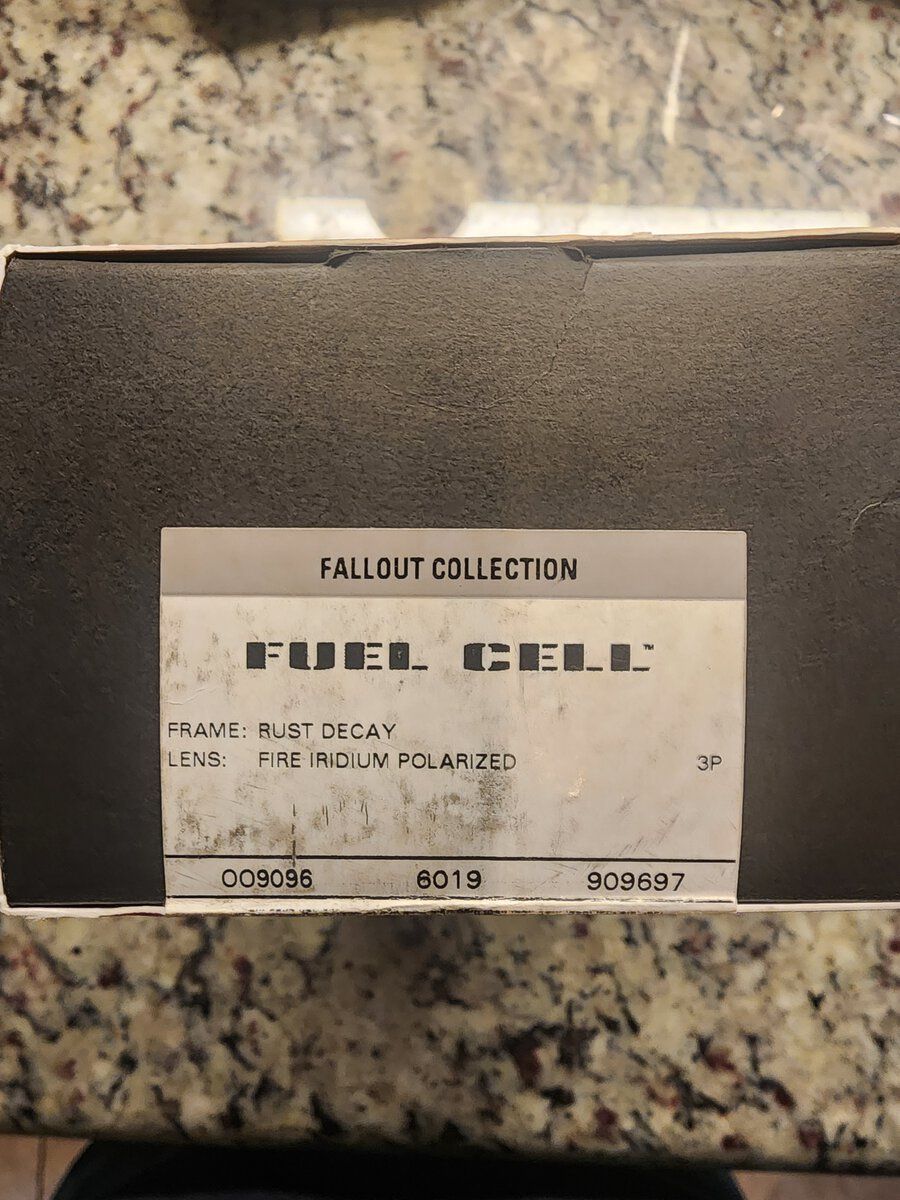 FALLOUT COLLECTION
FUEL CELL™
FRAME: RUST DECAY
LENS: FIRE IRIDIUM POLARIZED 3P
009096 6019 909697